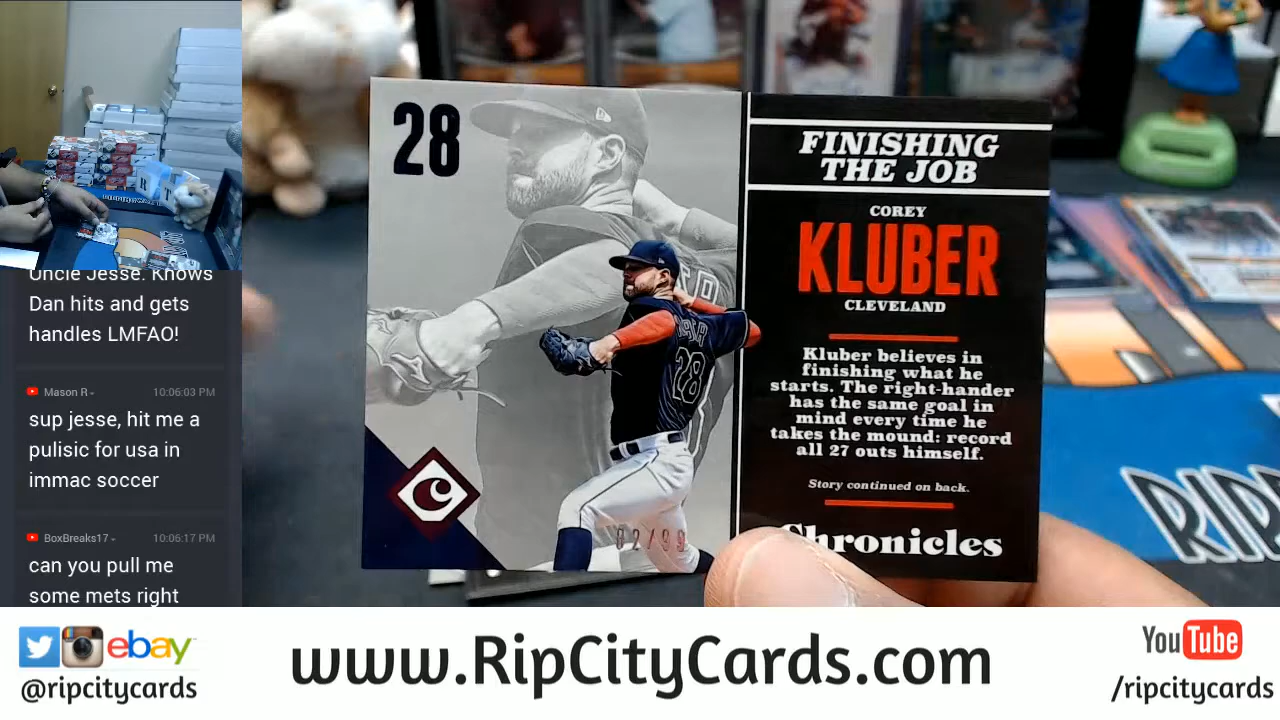 Uncle Jesse. Knows
Dan hits and gets
handles LMFAO!
Mason R
10:06:03 PM
sup jesse, hit me a
pulisic for usa in
immac soccer
BoxBreaks17
10:06:17 PM
can you pull me
some mets right
28
28
02/99
FINISHING
THE JOB
COREY
KLUBER
CLEVELAND
Kluber believes in
finishing what he
starts. The right-hander
has the same goal in
mind every time he
takes the mound: record
all 27 outs himself.
Story continued on back.
Chronicles
ebay
@ripcitycards
www.RipCityCards.com
YouTube
/ripcitycards